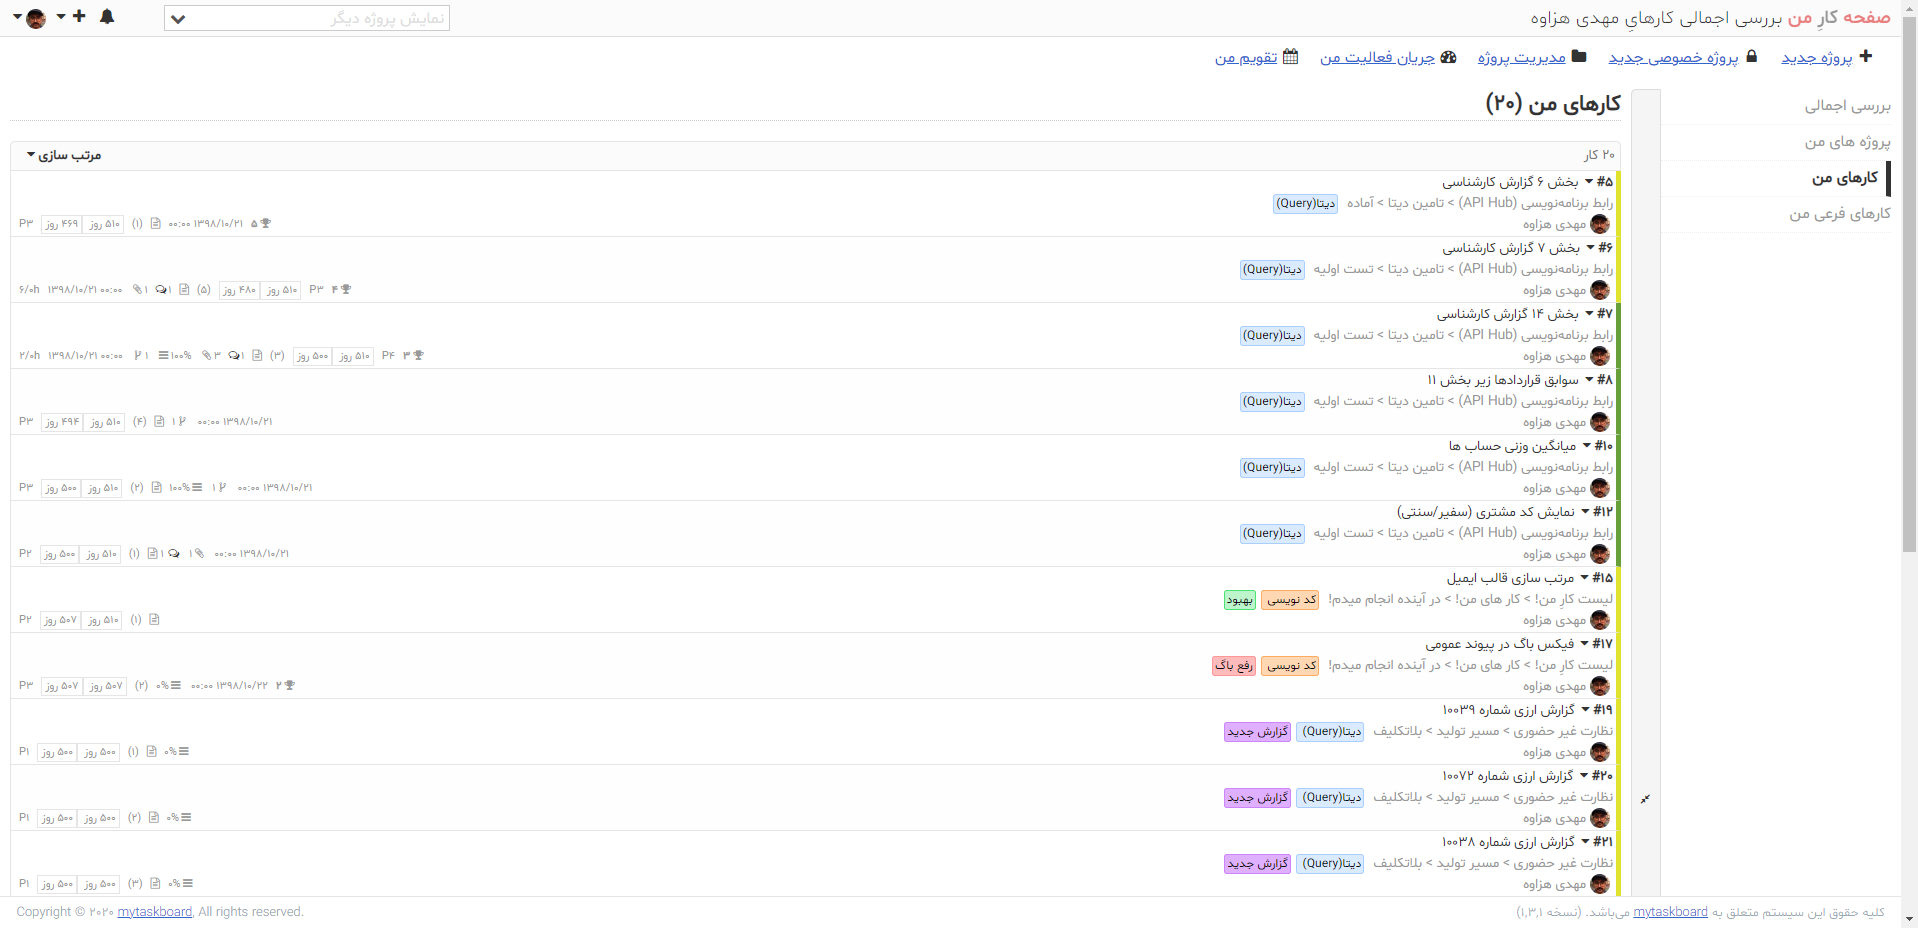 صفحه کارِ من بررسی اجمالی کارهایِ مهدی هزاوه
نمایش پروژه دیگر
پروژه جدید پروژه خصوصی جدید مدیریت پروژه جریان فعالیت من تقویم من
بررسی اجمالی
پروژه های من
کارهای من
کارهای فرعی من
کارهای من (۲۰)
۲۰ کار مرتب سازی
#۵ بخش ۶ گزارش کارشناسی
رابط برنامه‌نویسی (API Hub) > تامین دیتا > آماده دیتا(Query)
مهدی هزاوه
۵ ۱۳۹۸/۱۰/۲۱ ۰۰:۰۰ (۱) ۵۱۰ روز ۴۶۹ روز P۳
#۶ بخش ۷ گزارش کارشناسی
رابط برنامه‌نویسی (API Hub) > تامین دیتا > تست اولیه دیتا(Query)
مهدی هزاوه
۴ P۳ ۵۱۰ روز ۴۸۰ روز (۵) ۱ ۱ ۱۳۹۸/۱۰/۲۱ ۰۰:۰۰ ۶/۰h
#۷ بخش ۱۴ گزارش کارشناسی
رابط برنامه‌نویسی (API Hub) > تامین دیتا > تست اولیه دیتا(Query)
مهدی هزاوه
۳ P۴ ۵۱۰ روز ۵۰۰ روز (۳) ۱ ۳ ۱۰۰% ۱ ۱۳۹۸/۱۰/۲۱ ۰۰:۰۰ ۲/۰h
#۸ سوابق قراردادها زیر بخش ۱۱
رابط برنامه‌نویسی (API Hub) > تامین دیتا > تست اولیه دیتا(Query)
مهدی هزاوه
۱۳۹۸/۱۰/۲۱ ۰۰:۰۰ ۱ (۴) ۵۱۰ روز ۴۹۴ روز P۳
#۱۰ میانگین وزنی حساب ها
رابط برنامه‌نویسی (API Hub) > تامین دیتا > تست اولیه دیتا(Query)
مهدی هزاوه
۱۳۹۸/۱۰/۲۱ ۰۰:۰۰ ۱ ۱۰۰% (۲) ۵۱۰ روز ۵۰۰ روز P۳
#۱۲ نمایش کد مشتری (سفیر/سنتی)
رابط برنامه‌نویسی (API Hub) > تامین دیتا > تست اولیه دیتا(Query)
مهدی هزاوه
۱۳۹۸/۱۰/۲۱ ۰۰:۰۰ ۱ ۱ (۱) ۵۱۰ روز ۵۰۰ روز P۲
#۱۵ مرتب سازی قالب ایمیل
لیست کارِ من! > کار های من! > در آینده انجام میدم! کد نویسی بهبود
مهدی هزاوه
(۱) ۵۱۰ روز ۵۰۷ روز P۲
#۱۷ فیکس باگ در پیوند عمومی
لیست کارِ من! > کار های من! > در آینده انجام میدم! کد نویسی رفع باگ
مهدی هزاوه
۲ ۱۳۹۸/۱۰/۲۲ ۰۰:۰۰ ۰% (۲) ۵۰۷ روز ۵۰۷ روز P۳
#۱۹ گزارش ارزی شماره ۱۰۰۳۹
نظارت غیر حضوری > مسیر تولید > بلاتکلیف دیتا(Query) گزارش جدید
مهدی هزاوه
۰% (۱) ۵۰۰ روز ۵۰۰ روز P۱
#۲۰ گزارش ارزی شماره ۱۰۰۷۲
نظارت غیر حضوری > مسیر تولید > بلاتکلیف دیتا(Query) گزارش جدید
مهدی هزاوه
۰% (۲) ۵۰۰ روز ۵۰۰ روز P۱
#۲۱ گزارش ارزی شماره ۱۰۰۳۸
نظارت غیر حضوری > مسیر تولید > بلاتکلیف دیتا(Query) گزارش جدید
مهدی هزاوه
۰% (۳) ۵۰۰ روز ۵۰۰ روز P۱
کلیه حقوق این سیستم متعلق به mytaskboard می‌باشد. (نسخه ۱,۳,۱)
Copyright © ۲۰۲۰ mytaskboard, All rights reserved.